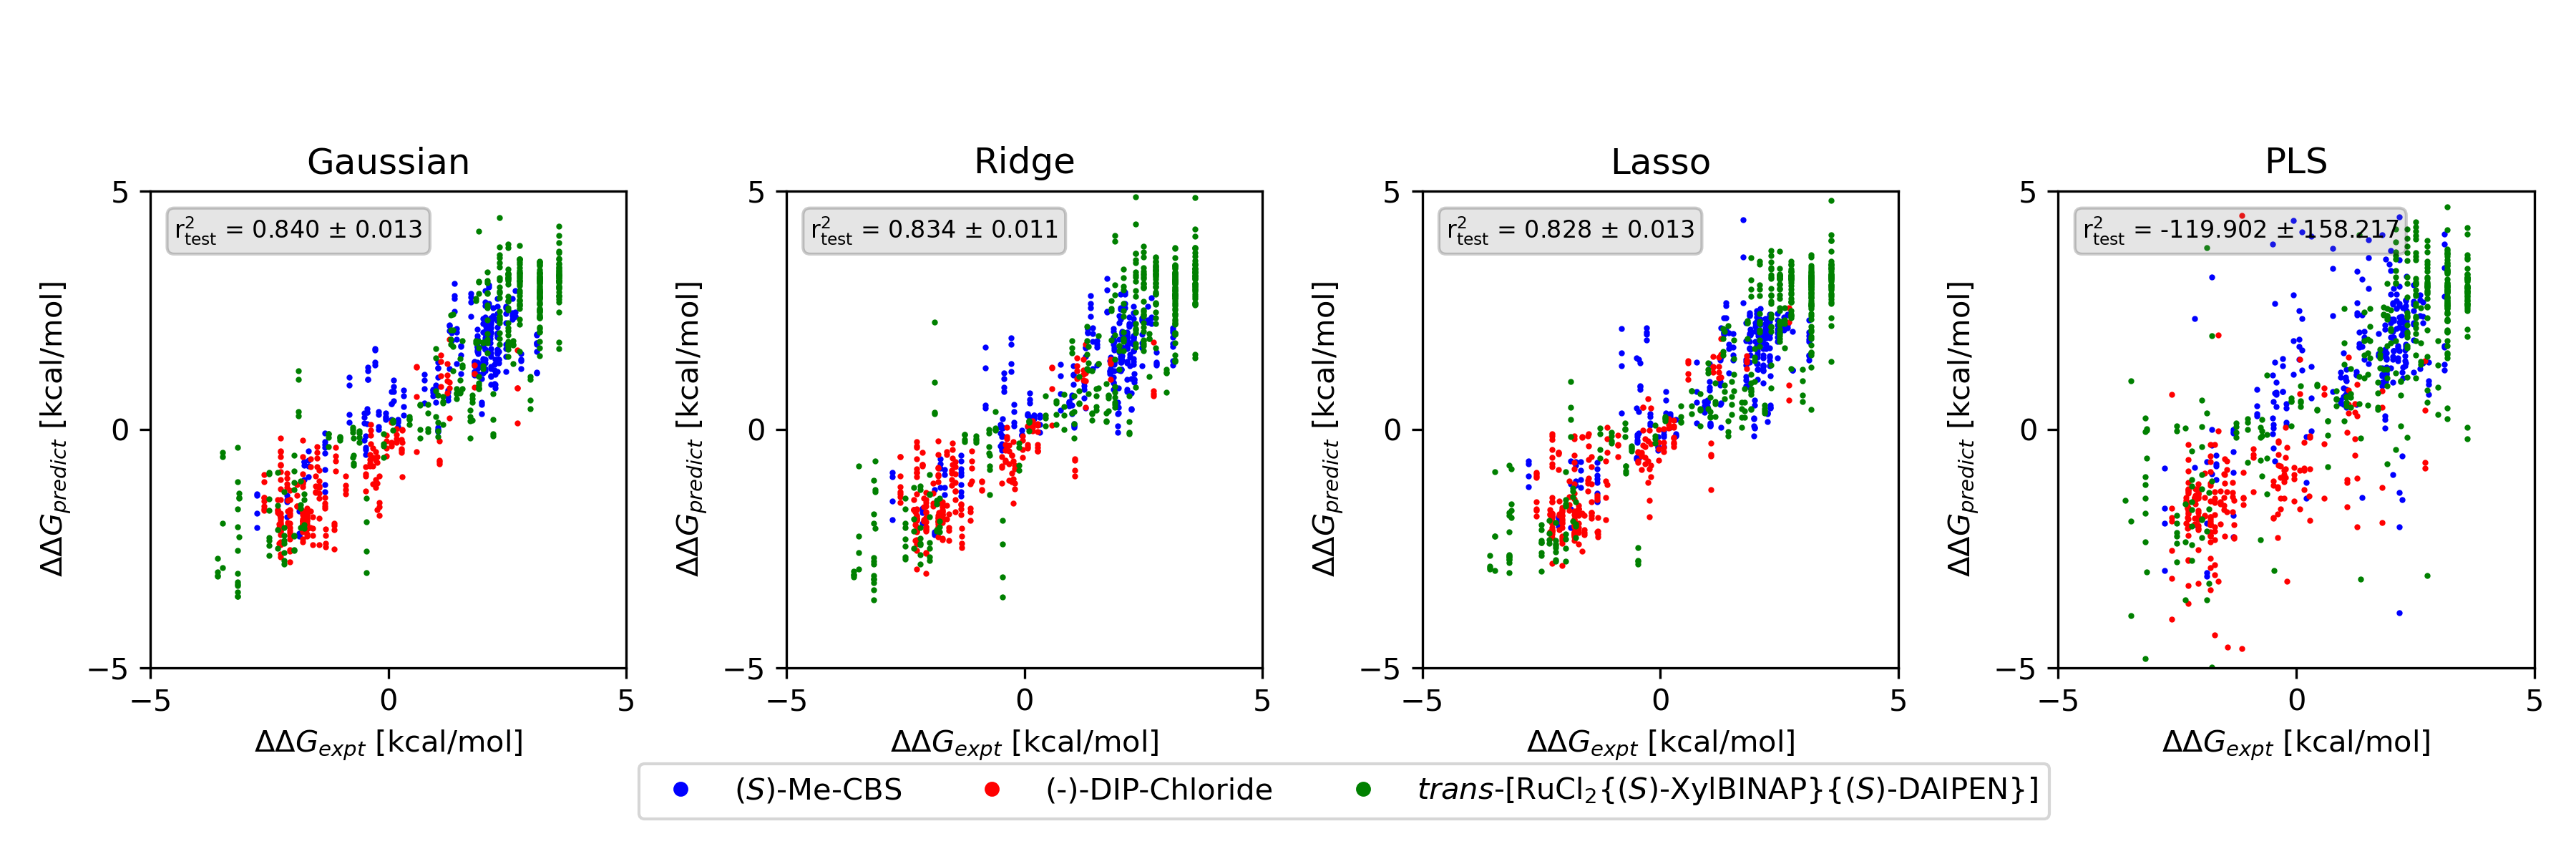 Gaussian Ridge Lasso PLS
5 5 5 5
r²test = 0.840 ± 0.013 r²test = 0.834 ± 0.011 r²test = 0.828 ± 0.013 r²test = -119.902 ± 158.217
ΔΔGpredict [kcal/mol] ΔΔGpredict [kcal/mol] ΔΔGpredict [kcal/mol] ΔΔGpredict [kcal/mol]
0 0 0 0
−5 −5 −5 −5
−5 0 5 −5 0 5 −5 0 5 −5 0 5
ΔΔGexpt [kcal/mol] ΔΔGexpt [kcal/mol] ΔΔGexpt [kcal/mol] ΔΔGexpt [kcal/mol]
(S)-Me-CBS (-)-DIP-Chloride trans-[RuCl₂{(S)-XylBINAP}{(S)-DAIPEN}]